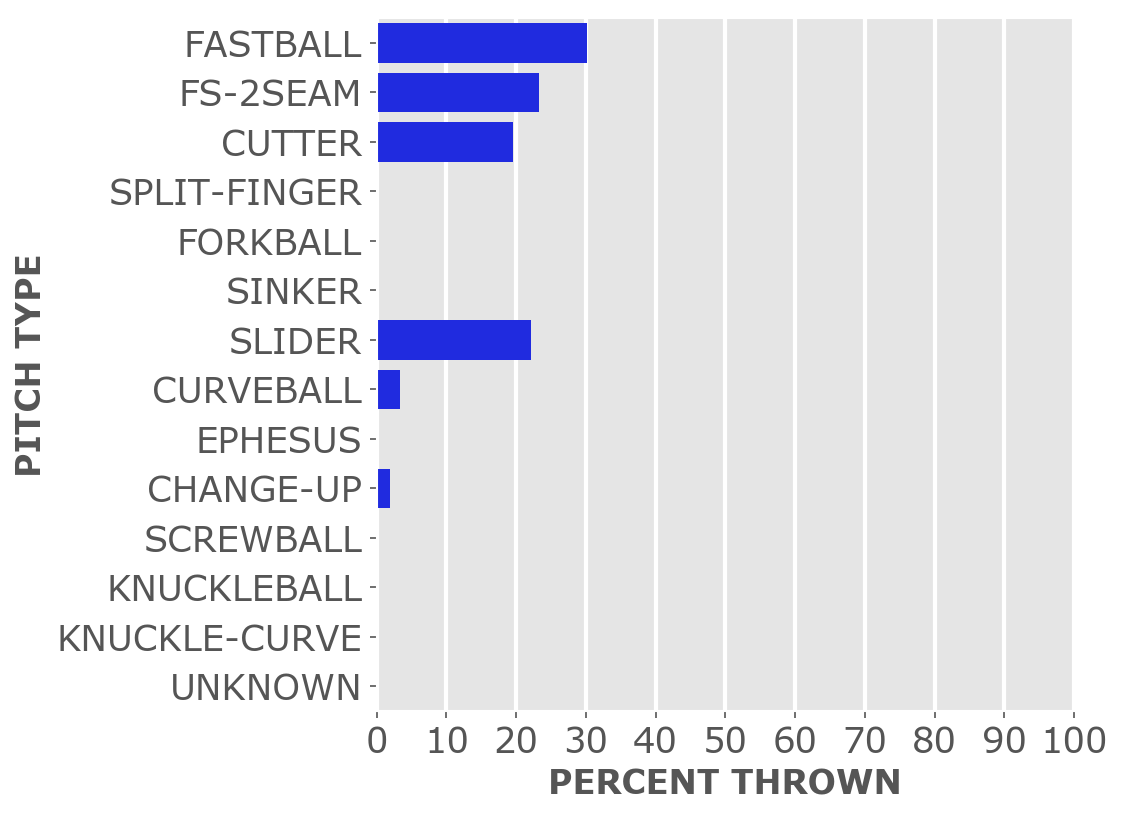 FASTBALL
FS-2SEAM
CUTTER
SPLIT-FINGER
FORKBALL
SINKER
SLIDER
CURVEBALL
EPHESUS
CHANGE-UP
SCREWBALL
KNUCKLEBALL
KNUCKLE-CURVE
UNKNOWN
PITCH TYPE
0 10 20 30 40 50 60 70 80 90 100
PERCENT THROWN